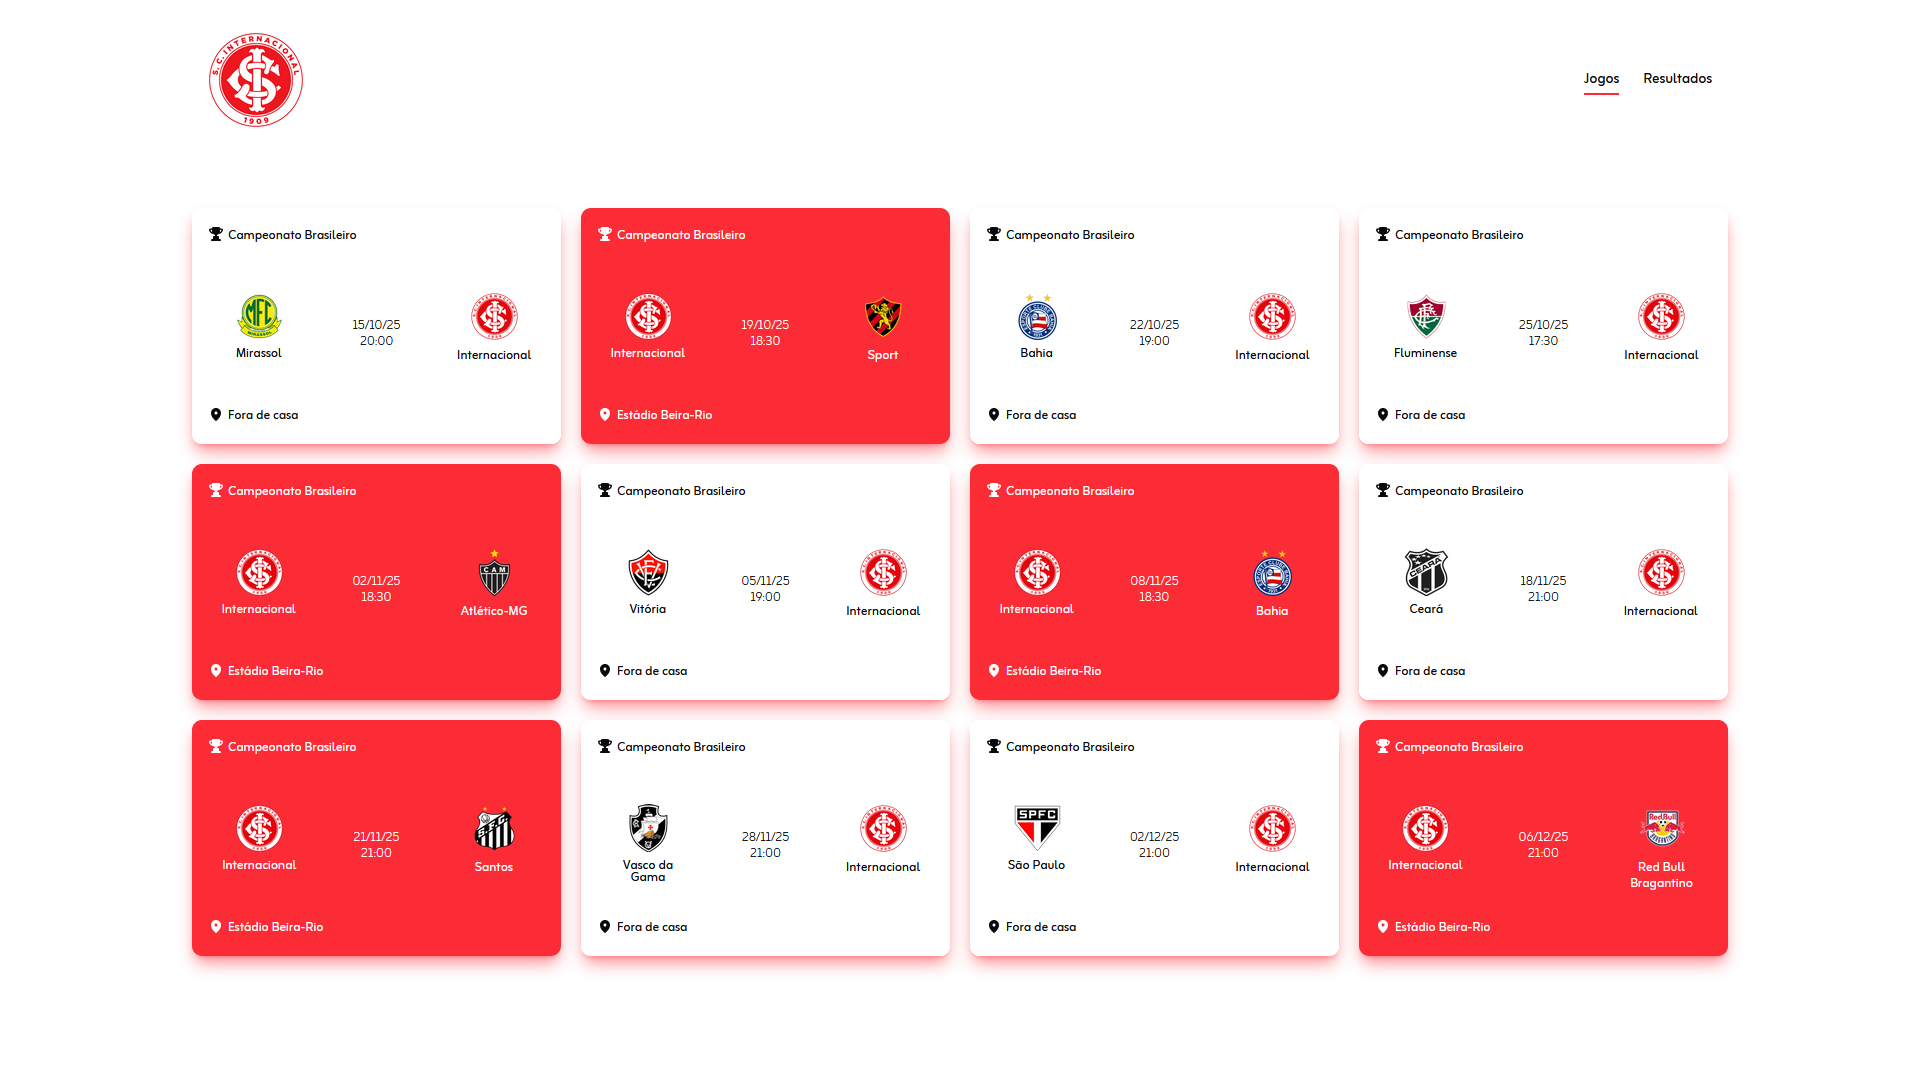 S.C. INTERNACIONAL
1909
Jogos
Resultados
Campeonato Brasileiro
Mirassol
15/10/25
20:00
Internacional
Fora de casa
Campeonato Brasileiro
Internacional
19/10/25
18:30
Sport
Estádio Beira-Rio
Campeonato Brasileiro
Bahia
22/10/25
19:00
Internacional
Fora de casa
Campeonato Brasileiro
Fluminense
25/10/25
17:30
Internacional
Fora de casa
Campeonato Brasileiro
Internacional
02/11/25
18:30
CAM
Atlético-MG
Estádio Beira-Rio
Campeonato Brasileiro
Vitória
05/11/25
19:00
Internacional
Fora de casa
Campeonato Brasileiro
Internacional
08/11/25
18:30
Bahia
Estádio Beira-Rio
Campeonato Brasileiro
CEARÁ
Ceará
18/11/25
21:00
Internacional
Fora de casa
Campeonato Brasileiro
Internacional
21/11/25
21:00
Santos
Estádio Beira-Rio
Campeonato Brasileiro
Vasco da
Gama
28/11/25
21:00
Internacional
Fora de casa
Campeonato Brasileiro
SPFC
São Paulo
02/12/25
21:00
Internacional
Fora de casa
Campeonato Brasileiro
Internacional
06/12/25
21:00
RedBull
Red Bull
Bragantino
Estádio Beira-Rio